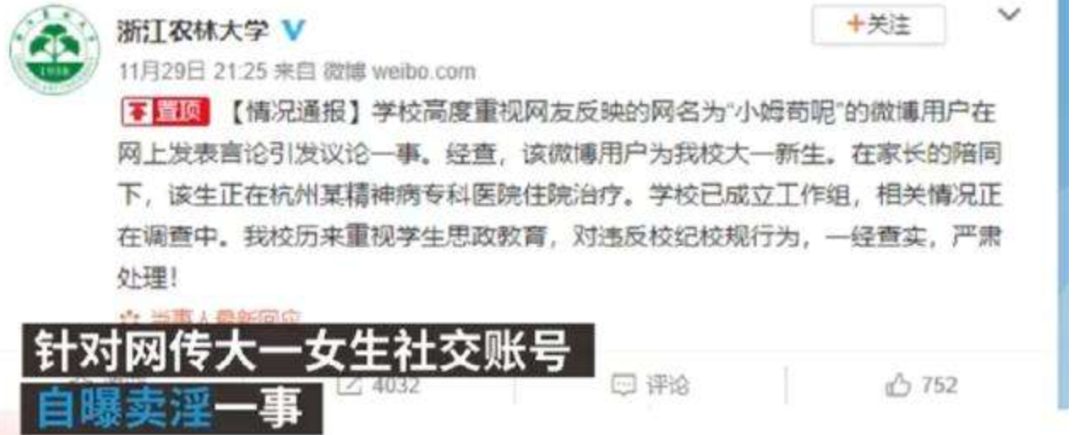 浙江农林大学
+关注
11月29日 21:25 来自 微博 weibo.com
置顶 【情况通报】学校高度重视网友反映的网名为“小姆苟呢”的微博用户在
网上发表言论引发议论一事。经查，该微博用户为我校大一新生。在家长的陪同
下，该生正在杭州某精神病专科医院住院治疗。学校已成立工作组，相关情况正
在调查中。我校历来重视学生思政教育，对违反校纪校规行为，一经查实，严肃
处理！
当事人最新回应
针对网传大一女生社交账号
自曝卖淫一事
4032
评论
752
1958